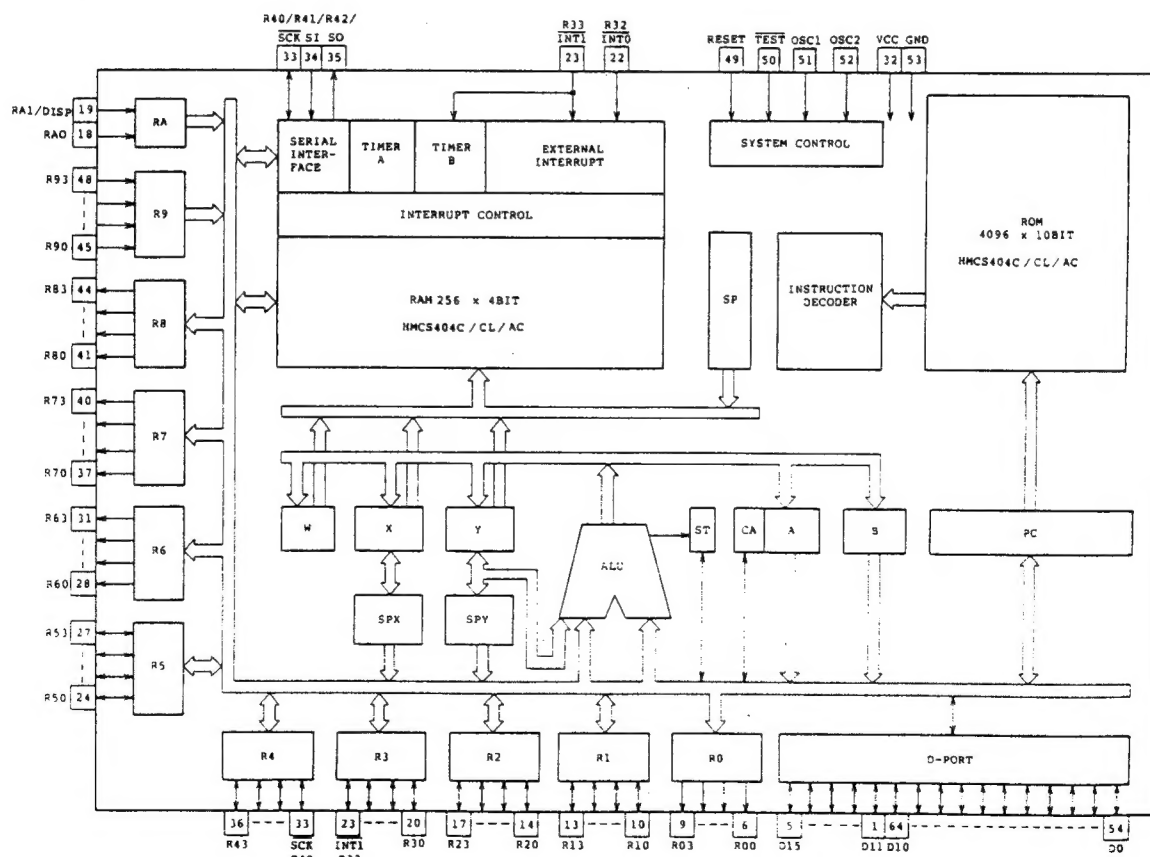 R40/R41/R42/
SCK SI SO
33 34 35
R33
INT1
23
R32
INT0
22
RESET TEST OSC1 OSC2 VCC GND
49 50 51 52 32 53
RA1/DISP 19
RA0 18
RA
R93 48
R90 45
R9
R83 44
R80 41
R8
R73 40
R70 37
R7
R63 31
R60 28
R6
R53 27
R50 24
R5
SERIAL
INTER-
FACE
TIMER
A
TIMER
B
EXTERNAL
INTERRUPT
INTERRUPT CONTROL
RAM 256 x 4BIT
HMCS404C/CL/AC
SYSTEM CONTROL
SP
INSTRUCTION
DECODER
ROM
4096 x 10BIT
HMCS404C/CL/AC
W X Y
SPX SPY
ALU
ST CA A B PC
R4 R3 R2 R1 R0 D-PORT
36 33 23 20 17 14 13 10 9 6 5 1 64 54
R43 SCK INT1 R30 R23 R20 R13 R10 R03 R00 D15 D11 D10 D0